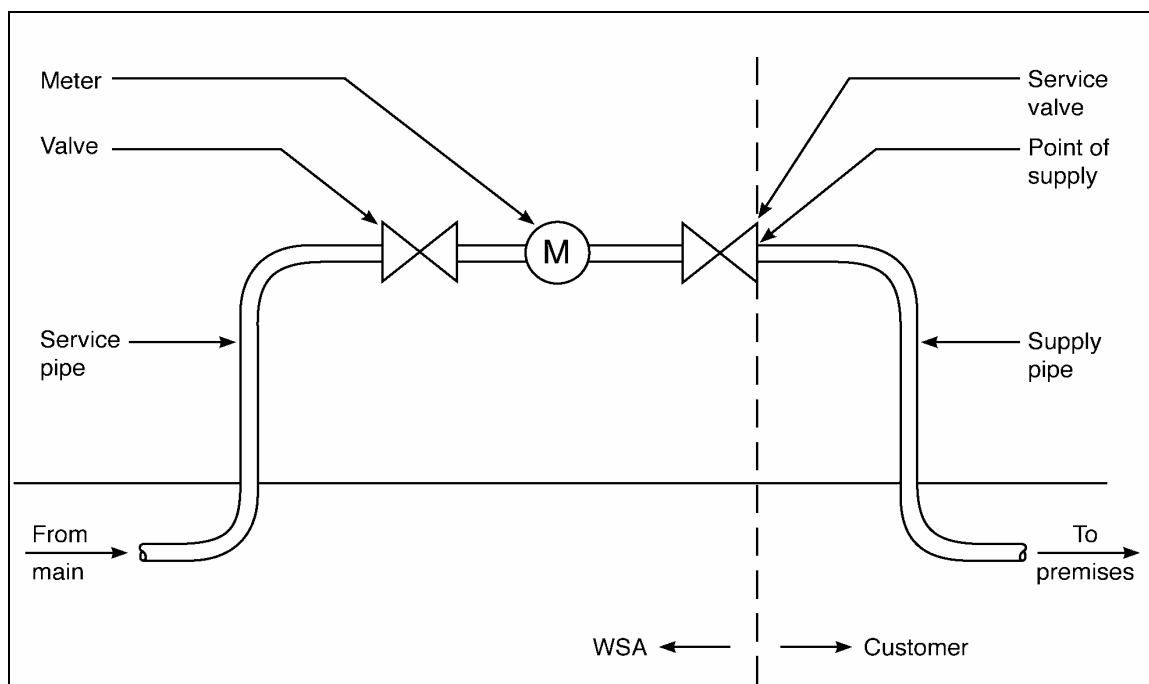 Meter
Valve
Service
valve
Point of
supply
M
Service
pipe
Supply
pipe
From
main
To
premises
WSA
Customer